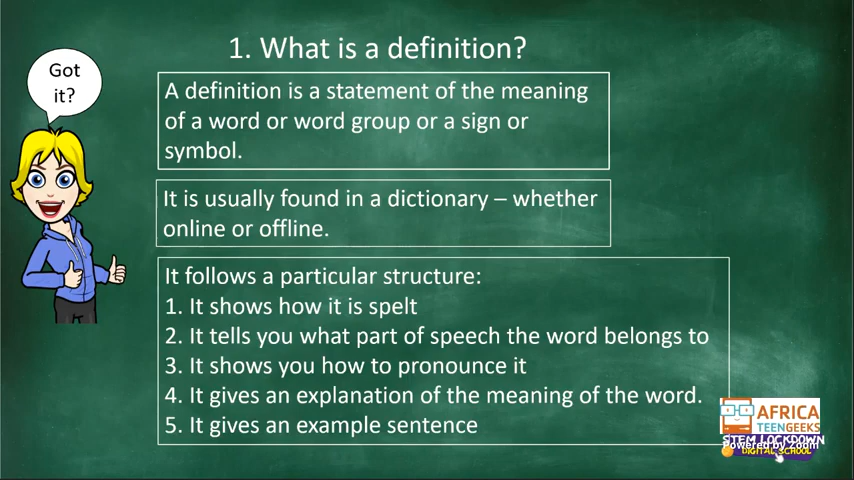 1. What is a definition?
Got
it?
A definition is a statement of the meaning
of a word or word group or a sign or
symbol.
It is usually found in a dictionary – whether
online or offline.
It follows a particular structure:
1. It shows how it is spelt
2. It tells you what part of speech the word belongs to
3. It shows you how to pronounce it
4. It gives an explanation of the meaning of the word.
5. It gives an example sentence
AFRICA
TEENGEEKS
STEM LOCKDOWN
Powered by Zoom
DIGITAL SCHOOL